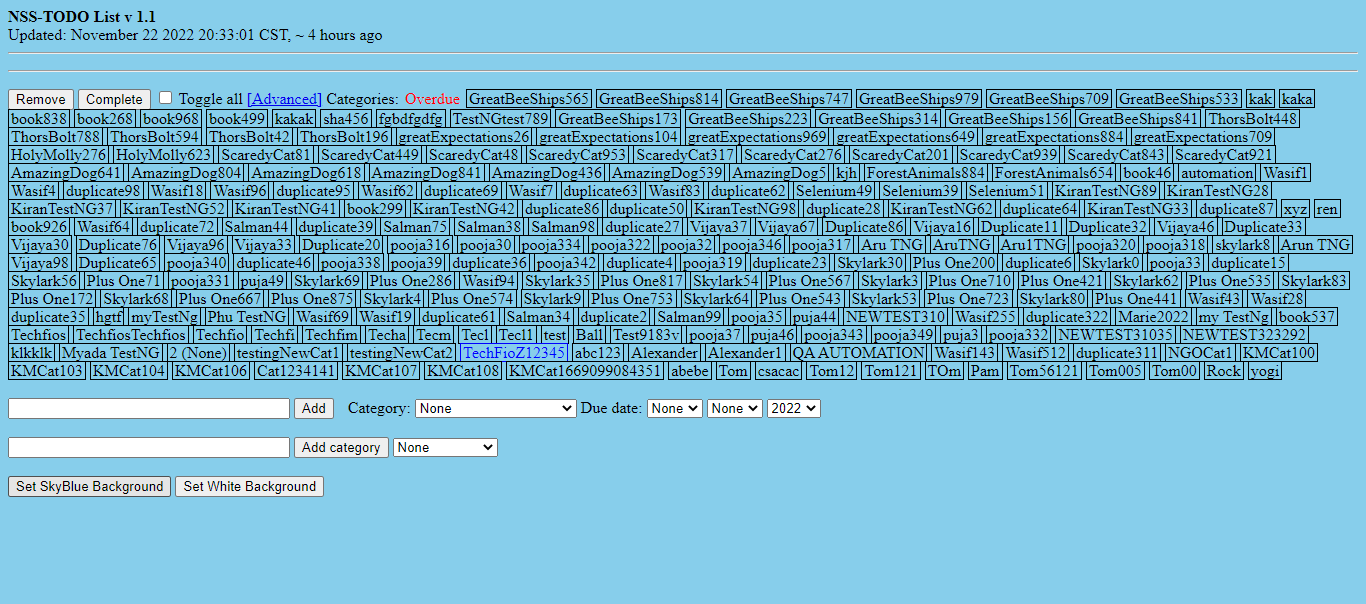 NSS-TODO List v 1.1
Updated: November 22 2022 20:33:01 CST, ~ 4 hours ago
Remove Complete Toggle all [Advanced] Categories: Overdue GreatBeeShips565 GreatBeeShips814 GreatBeeShips747 GreatBeeShips979 GreatBeeShips709 GreatBeeShips533 kak kaka
book838 book268 book968 book499 kakak sha456 fgbdfgdfg TestNGtest789 GreatBeeShips173 GreatBeeShips223 GreatBeeShips314 GreatBeeShips156 GreatBeeShips841 ThorsBolt448
ThorsBolt788 ThorsBolt594 ThorsBolt42 ThorsBolt196 greatExpectations26 greatExpectations104 greatExpectations969 greatExpectations649 greatExpectations884 greatExpectations709
HolyMolly276 HolyMolly623 ScaredyCat81 ScaredyCat449 ScaredyCat48 ScaredyCat953 ScaredyCat317 ScaredyCat276 ScaredyCat201 ScaredyCat939 ScaredyCat843 ScaredyCat921
AmazingDog641 AmazingDog804 AmazingDog618 AmazingDog841 AmazingDog436 AmazingDog539 AmazingDog5 kjh ForestAnimals884 ForestAnimals654 book46 automation Wasif1
Wasif4 duplicate98 Wasif18 Wasif96 duplicate95 Wasif62 duplicate69 Wasif7 duplicate63 Wasif83 duplicate62 Selenium49 Selenium39 Selenium51 KiranTestNG89 KiranTestNG28
KiranTestNG37 KiranTestNG52 KiranTestNG41 book299 KiranTestNG42 duplicate86 duplicate50 KiranTestNG98 duplicate28 KiranTestNG62 duplicate64 KiranTestNG33 duplicate87 xyz ren
book926 Wasif64 duplicate72 Salman44 duplicate39 Salman75 Salman38 Salman98 duplicate27 Vijaya37 Vijaya67 Duplicate86 Vijaya16 Duplicate11 Duplicate32 Vijaya46 Duplicate33
Vijaya30 Duplicate76 Vijaya96 Vijaya33 Duplicate20 pooja316 pooja30 pooja334 pooja322 pooja32 pooja346 pooja317 Aru TNG AruTNG Aru1TNG pooja320 pooja318 skylark8 Arun TNG
Vijaya98 Duplicate65 pooja340 duplicate46 pooja338 pooja39 duplicate36 pooja342 duplicate4 pooja319 duplicate23 Skylark30 Plus One200 duplicate6 Skylark0 pooja33 duplicate15
Skylark56 Plus One71 pooja331 puja49 Skylark69 Plus One286 Wasif94 Skylark35 Plus One817 Skylark54 Plus One567 Skylark3 Plus One710 Plus One421 Skylark62 Plus One535 Skylark83
Plus One172 Skylark68 Plus One667 Plus One875 Skylark4 Plus One574 Skylark9 Plus One753 Skylark64 Plus One543 Skylark53 Plus One723 Skylark80 Plus One441 Wasif43 Wasif28
duplicate35 hgtf myTestNg Phu TestNG Wasif69 Wasif19 duplicate61 Salman34 duplicate2 Salman99 pooja35 puja44 NEWTEST310 Wasif255 duplicate322 Marie2022 my TestNg book537
Techfios TechfiosTechfios Techfio Techfi Techfim Techa Tecm Tecl Tecl1 test Ball Test9183v pooja37 puja46 pooja343 pooja349 puja3 pooja332 NEWTEST31035 NEWTEST323292
klkklk Myada TestNG 2 (None) testingNewCat1 testingNewCat2 TechFioZ12345 abc123 Alexander Alexander1 QA AUTOMATION Wasif143 Wasif512 duplicate311 NGOCat1 KMCat100
KMCat103 KMCat104 KMCat106 Cat1234141 KMCat107 KMCat108 KMCat1669099084351 abebe Tom csacac Tom12 Tom121 TOm Pam Tom56121 Tom005 Tom00 Rock yogi
Add Category: None Due date: None None 2022
Add category None
Set SkyBlue Background Set White Background